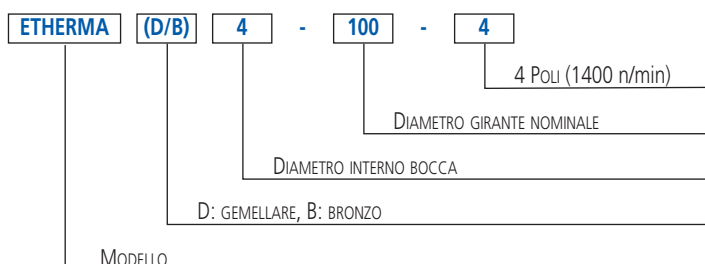 ETHERMA (D/B) 4 - 100 - 4
4 Poli (1400 n/min)
Diametro girante nominale
Diametro interno bocca
D: gemellare, B: bronzo
Modello